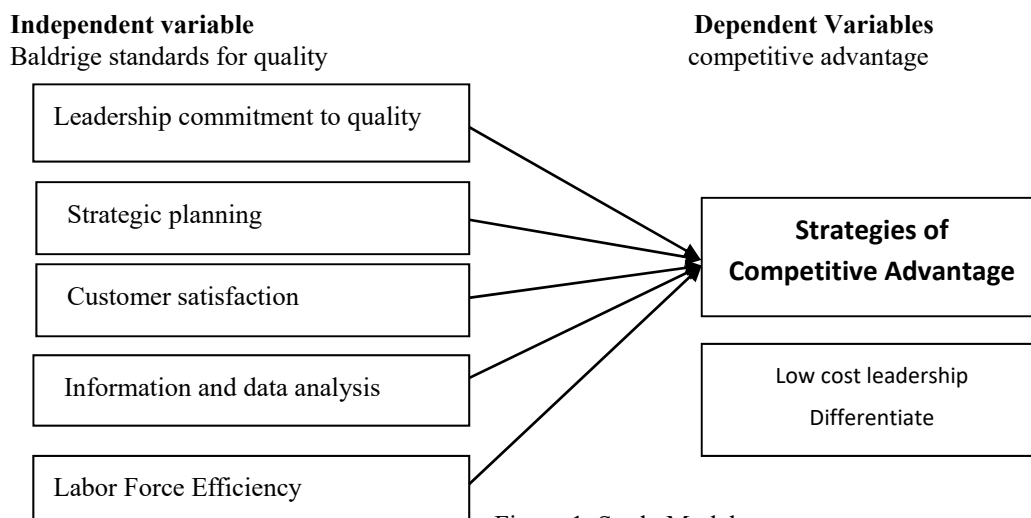 Independent variable
Baldrige standards for quality
Dependent Variables
competitive advantage
Leadership commitment to quality
Strategic planning
Customer satisfaction
Information and data analysis
Labor Force Efficiency
Strategies of
Competitive Advantage
Low cost leadership
Differentiate